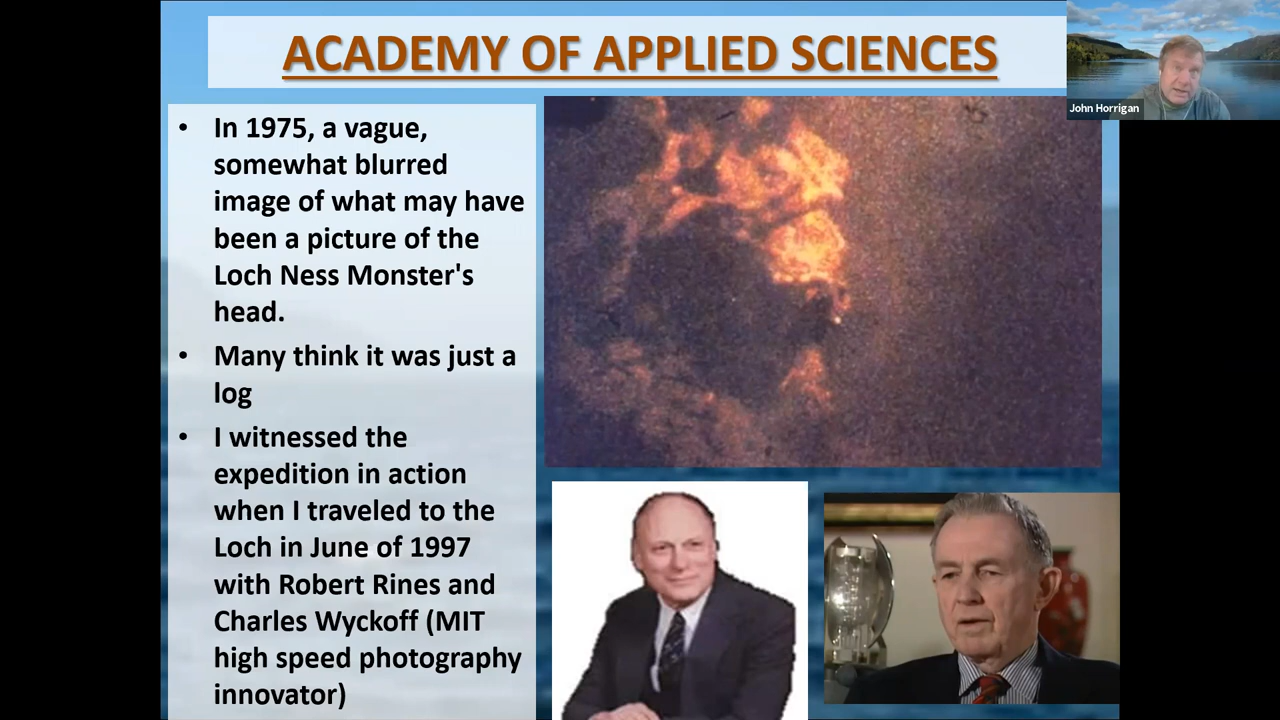 ACADEMY OF APPLIED SCIENCES
John Horrigan
• In 1975, a vague,
somewhat blurred
image of what may have
been a picture of the
Loch Ness Monster's
head.
• Many think it was just a
log
• I witnessed the
expedition in action
when I traveled to the
Loch in June of 1997
with Robert Rines and
Charles Wyckoff (MIT
high speed photography
innovator)